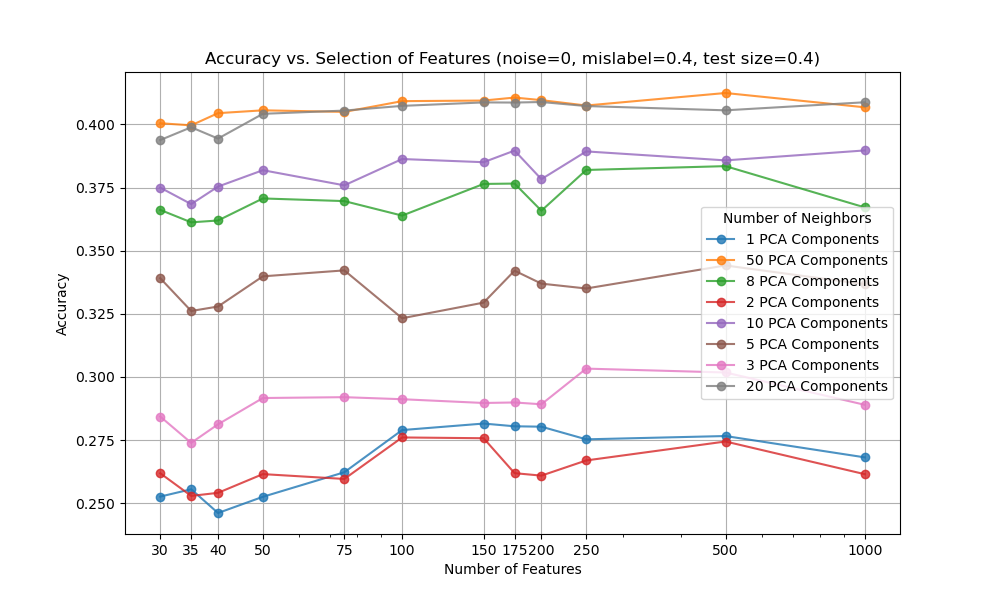 Accuracy vs. Selection of Features (noise=0, mislabel=0.4, test size=0.4)
Accuracy
0.400
0.375
0.350
0.325
0.300
0.275
0.250
Number of Neighbors
1 PCA Components
50 PCA Components
8 PCA Components
2 PCA Components
10 PCA Components
5 PCA Components
3 PCA Components
20 PCA Components
30 35 40 50 75 100 150 175 200 250 500 1000
Number of Features